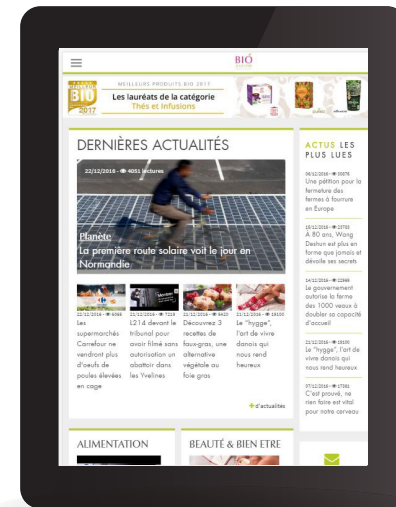 BIÓ
MEILLEURS PRODUITS BIO 2017
Les lauréats de la catégorie
Thés et Infusions
MEILLEUR
BIO
2017
DERNIÈRES ACTUALITÉS
22/12/2016 - 4051 lectures
Planète
La première route solaire voit le jour en
Normandie
Les
supermarchés
Carrefour ne
vendront plus
d'œufs de
poules élevées
en cage
L214 devant le
tribunal pour
avoir filmé sans
autorisation un
abattoir dans
les Yvelines
Découvrez 3
recettes de
faux-gras, une
alternative
végétale au
foie gras
Le "hygge",
l'art de vivre
danois qui
nous rend
heureux
+d'actualités
ACTUS LES
PLUS LUES
Une pétition pour la
fermeture des
fermes à fourrure
en Europe
A 80 ans, Wang
Deshun est plus en
forme que jamais et
dévoile ses secrets
Le gouvernement
autorise la ferme
des 1000 veaux à
doubler sa capacité
d'accueil
Le "hygge", l'art de
vivre danois qui
nous rend heureux
C'est prouvé, ne
rien faire est vital
pour notre cerveau
ALIMENTATION
BEAUTÉ & BIEN ETRE